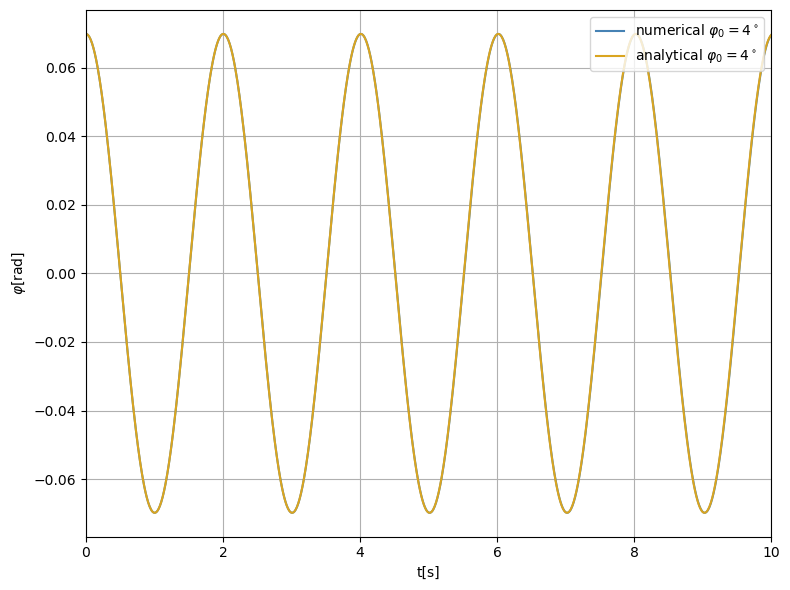 numerical φ₀ = 4°
analytical φ₀ = 4°
0.06
0.04
0.02
0.00
−0.02
−0.04
−0.06
φ[rad]
0 2 4 6 8 10
t[s]